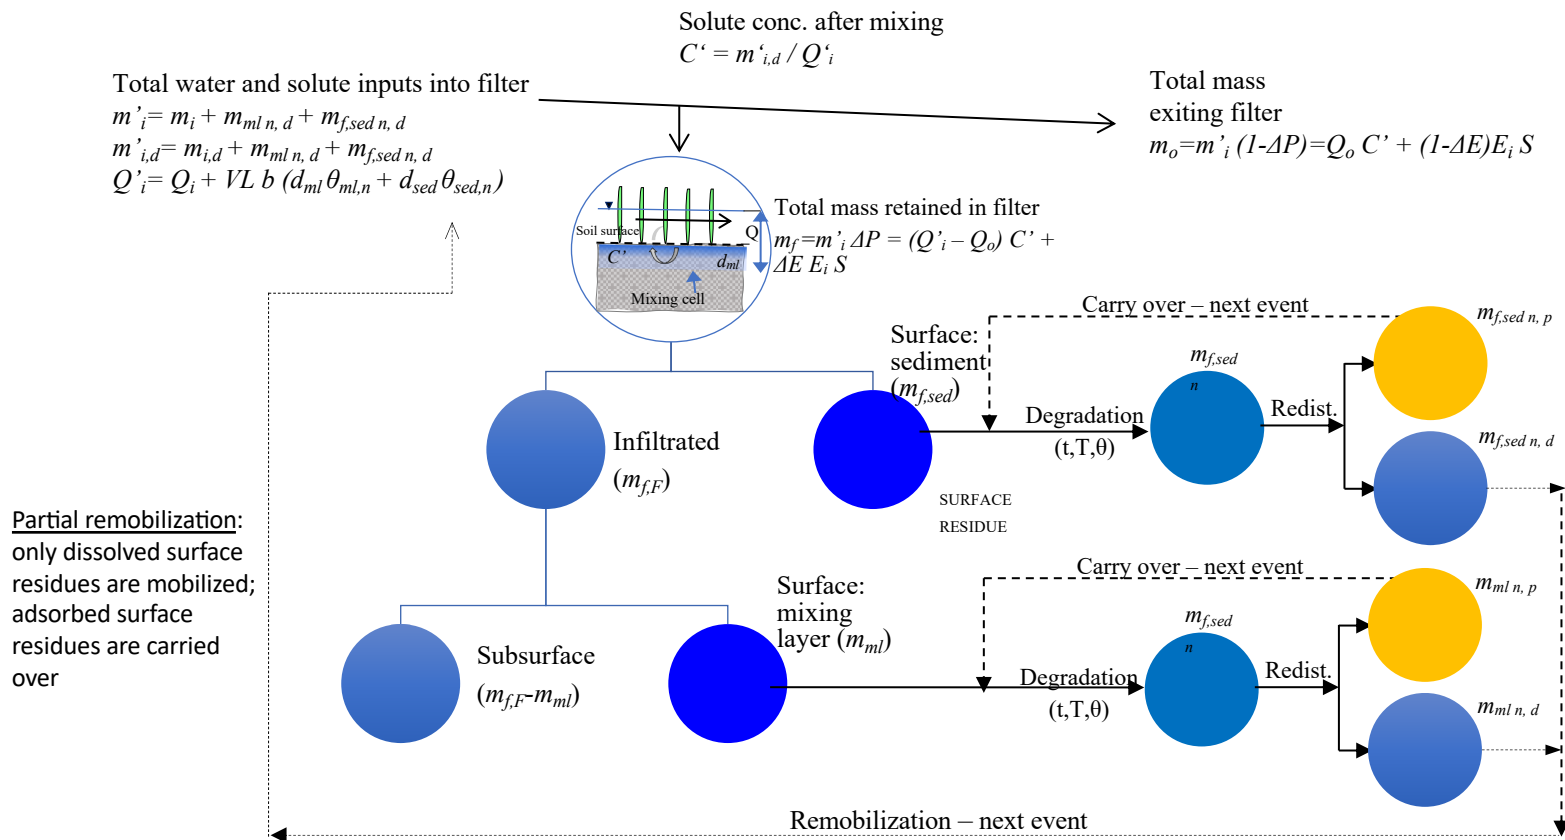 Solute conc. after mixing
C‘ = m‘i,d / Q‘i
Total water and solute inputs into filter
m’i= mi + mml n, d + mf,sed n, d
m’i,d= mi,d + mml n, d + mf,sed n, d
Q’i= Qi + VL b (dml θml,n + dsed θsed,n)
Total mass
exiting filter
mo=m’i (1-ΔP)=Qo C’ + (1-ΔE)Ei S
Soil surface
Q
C’
dml
Mixing cell
Total mass retained in filter
mf=m’i ΔP = (Q’i – Qo) C’ +
ΔE Ei S
Surface:
sediment
(mf,sed)
Carry over – next event
mf,sed n, p
mf,sed
n
Degradation
(t,T,θ)
Redist.
mf,sed n, d
Infiltrated
(mf,F)
SURFACE
RESIDUE
Partial remobilization:
only dissolved surface
residues are mobilized;
adsorbed surface
residues are carried
over
Surface:
mixing
layer (mml)
Carry over – next event
mml n, p
mf,sed
n
Subsurface
(mf,F-mml)
Degradation
(t,T,θ)
Redist.
mml n, d
Remobilization – next event